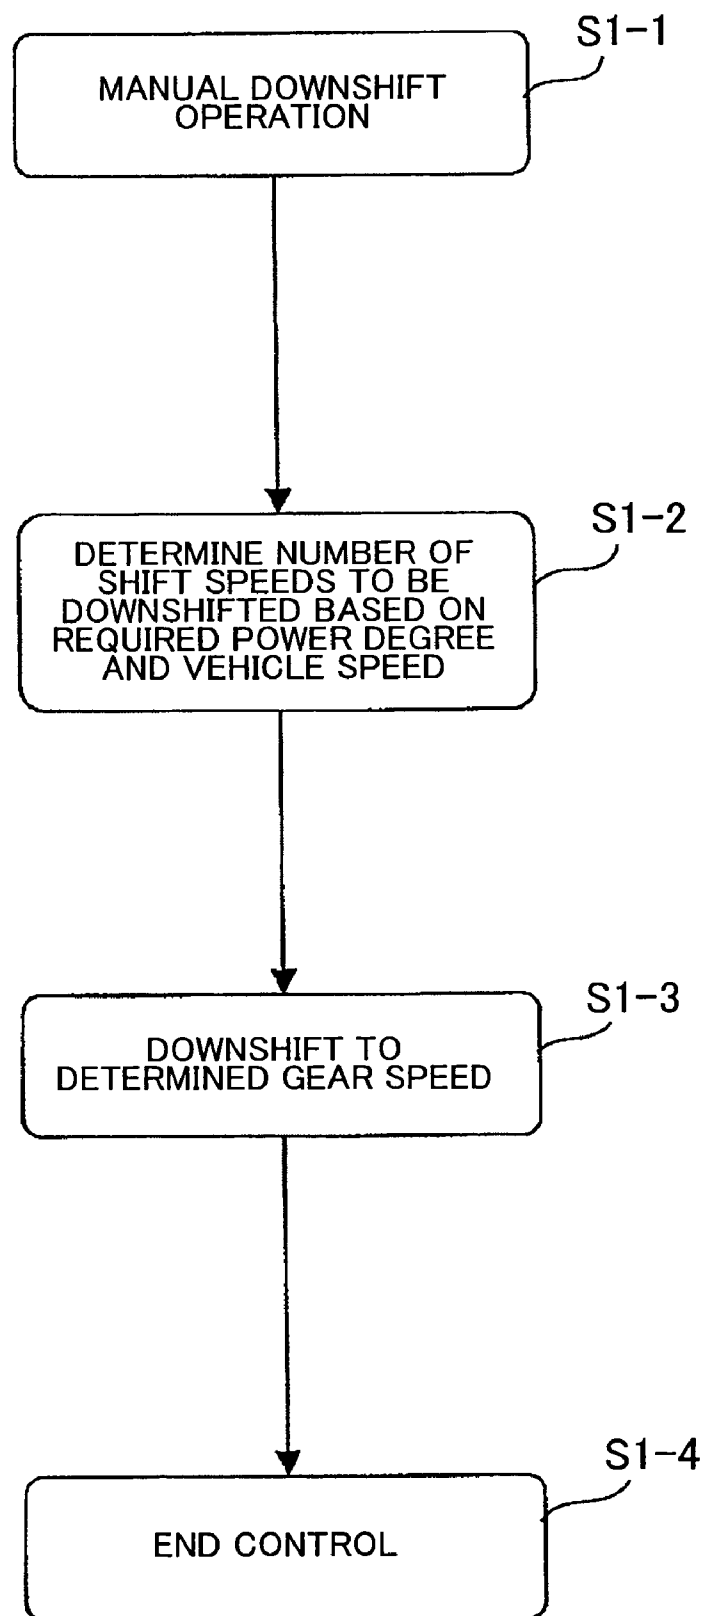 S1-1
MANUAL DOWNSHIFT
OPERATION
S1-2
DETERMINE NUMBER OF
SHIFT SPEEDS TO BE
DOWNSHIFTED BASED ON
REQUIRED POWER DEGREE
AND VEHICLE SPEED
S1-3
DOWNSHIFT TO
DETERMINED GEAR SPEED
S1-4
END CONTROL